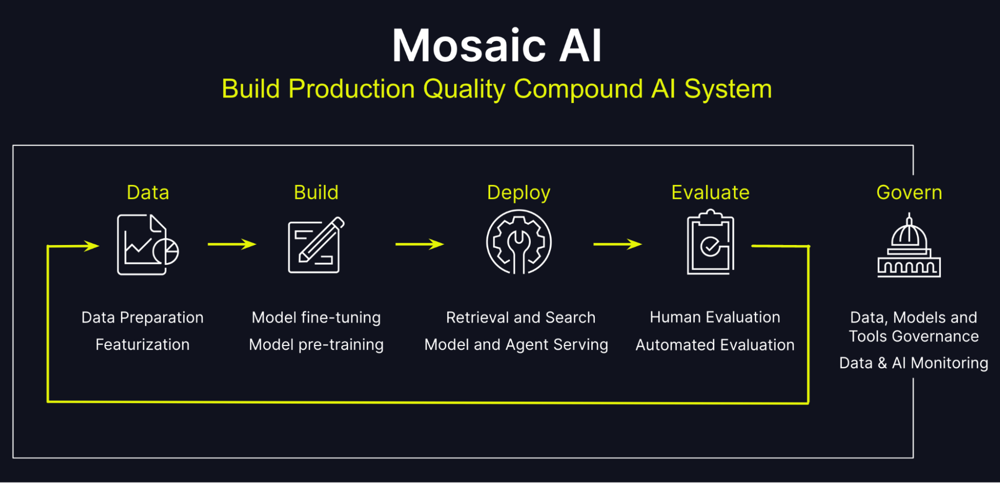 Mosaic AI
Build Production Quality Compound AI System
Data
Build
Deploy
Evaluate
Govern
Data Preparation
Featurization
Model fine-tuning
Model pre-training
Retrieval and Search
Model and Agent Serving
Human Evaluation
Automated Evaluation
Data, Models and
Tools Governance
Data & AI Monitoring